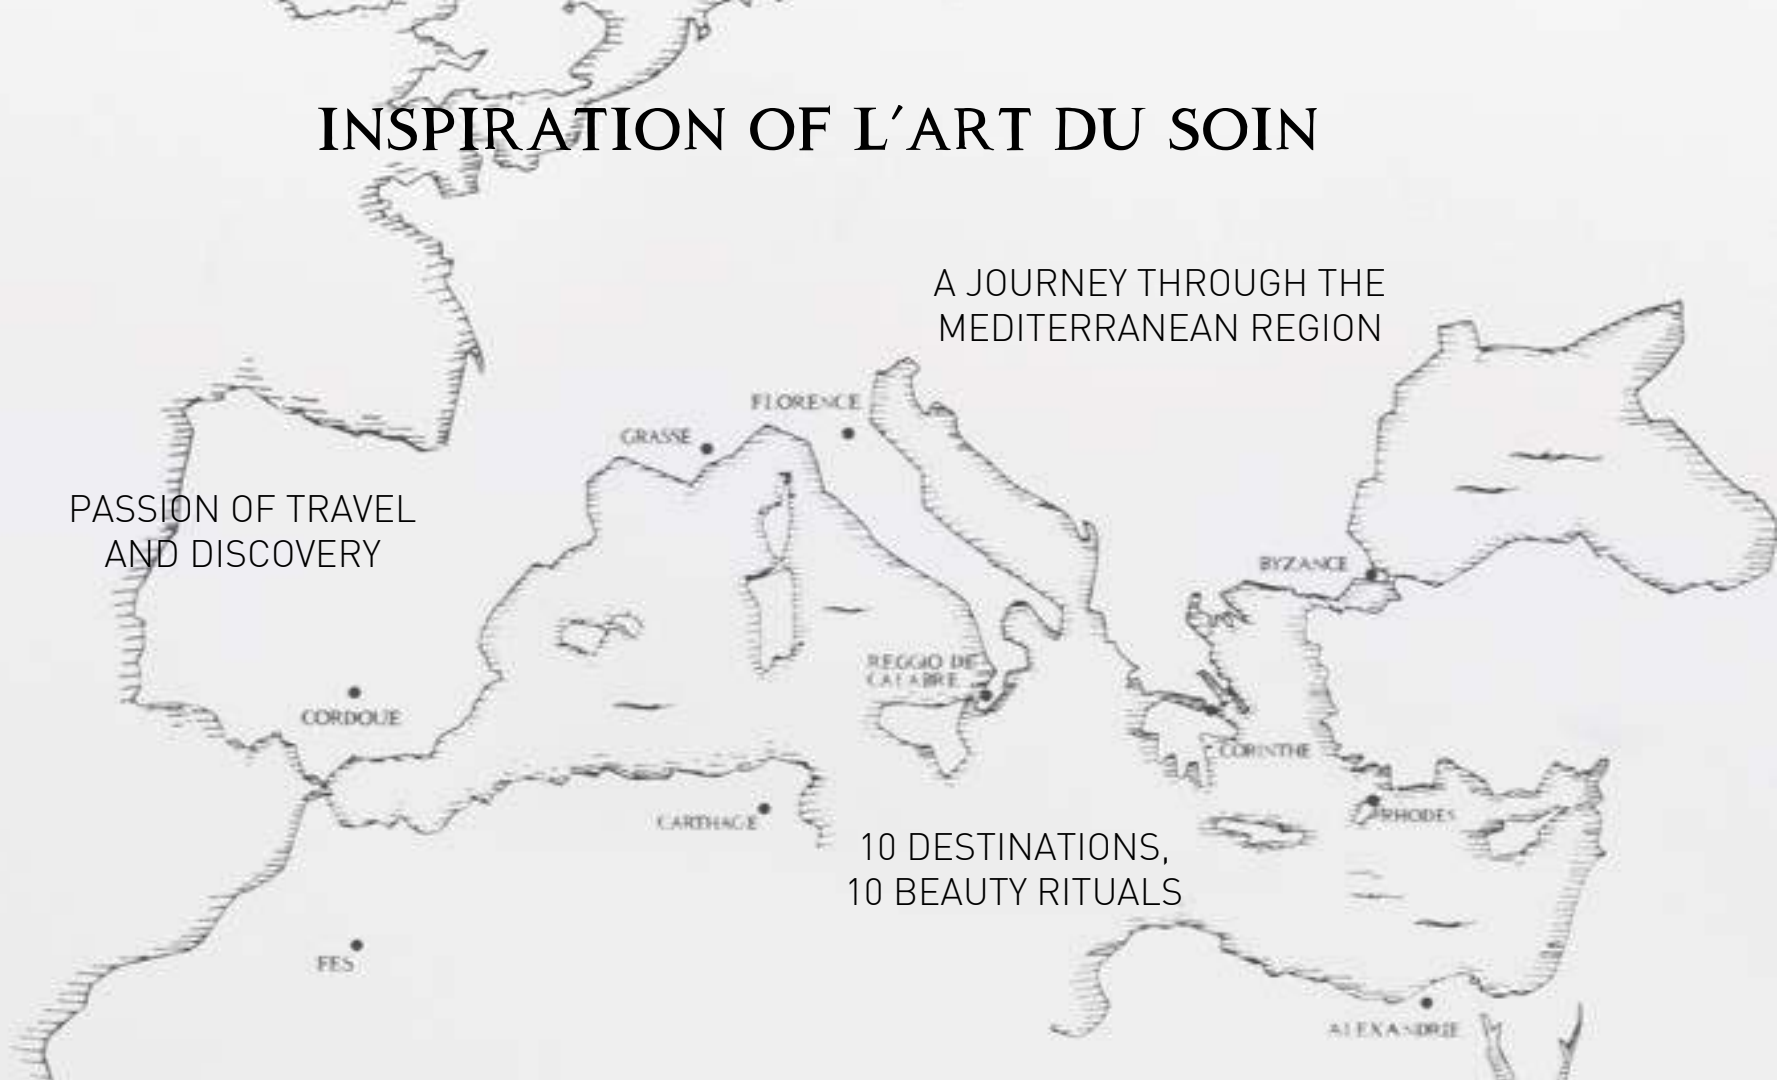 INSPIRATION OF L'ART DU SOIN
A JOURNEY THROUGH THE
MEDITERRANEAN REGION
FLORENCE
GRASSE
PASSION OF TRAVEL
AND DISCOVERY
BYZANCE
REGGIO DE
CALABRE
CORDOUE
CORINTHE
CARTHAGE
RHODES
10 DESTINATIONS,
10 BEAUTY RITUALS
FES
ALEXANDRIE